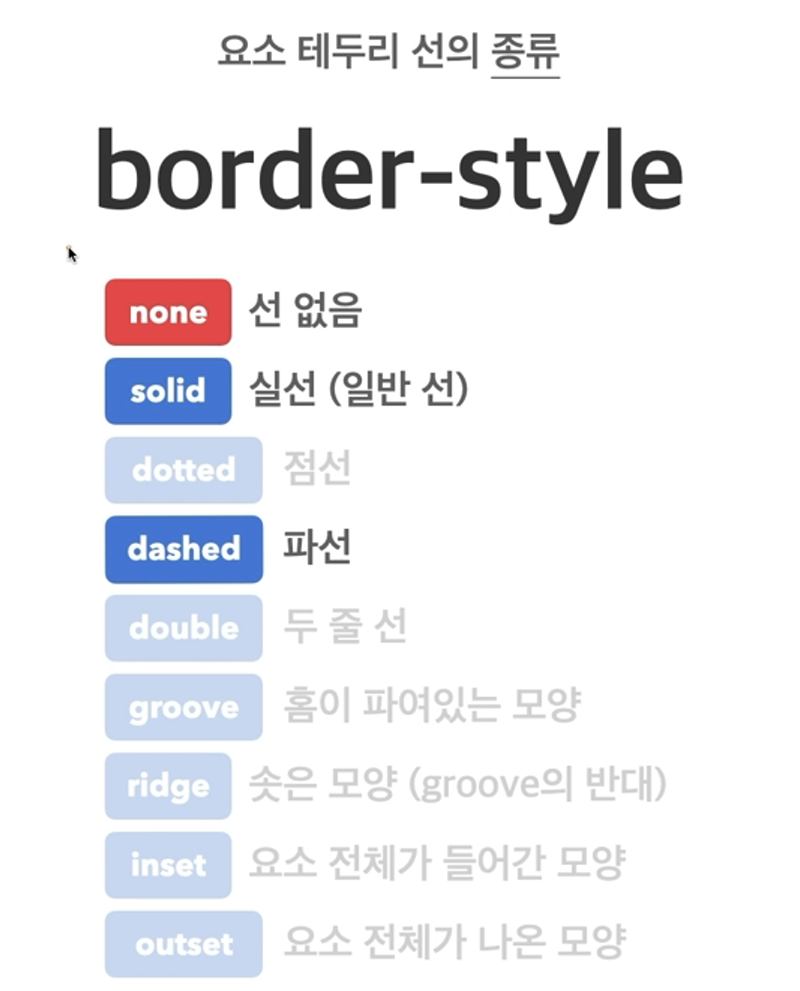 요소 테두리 선의 종류
border-style
none 선 없음
solid 실선 (일반 선)
dotted 점선
dashed 파선
double 두 줄 선
groove 홈이 파여있는 모양
ridge 솟은 모양 (groove의 반대)
inset 요소 전체가 들어간 모양
outset 요소 전체가 나온 모양